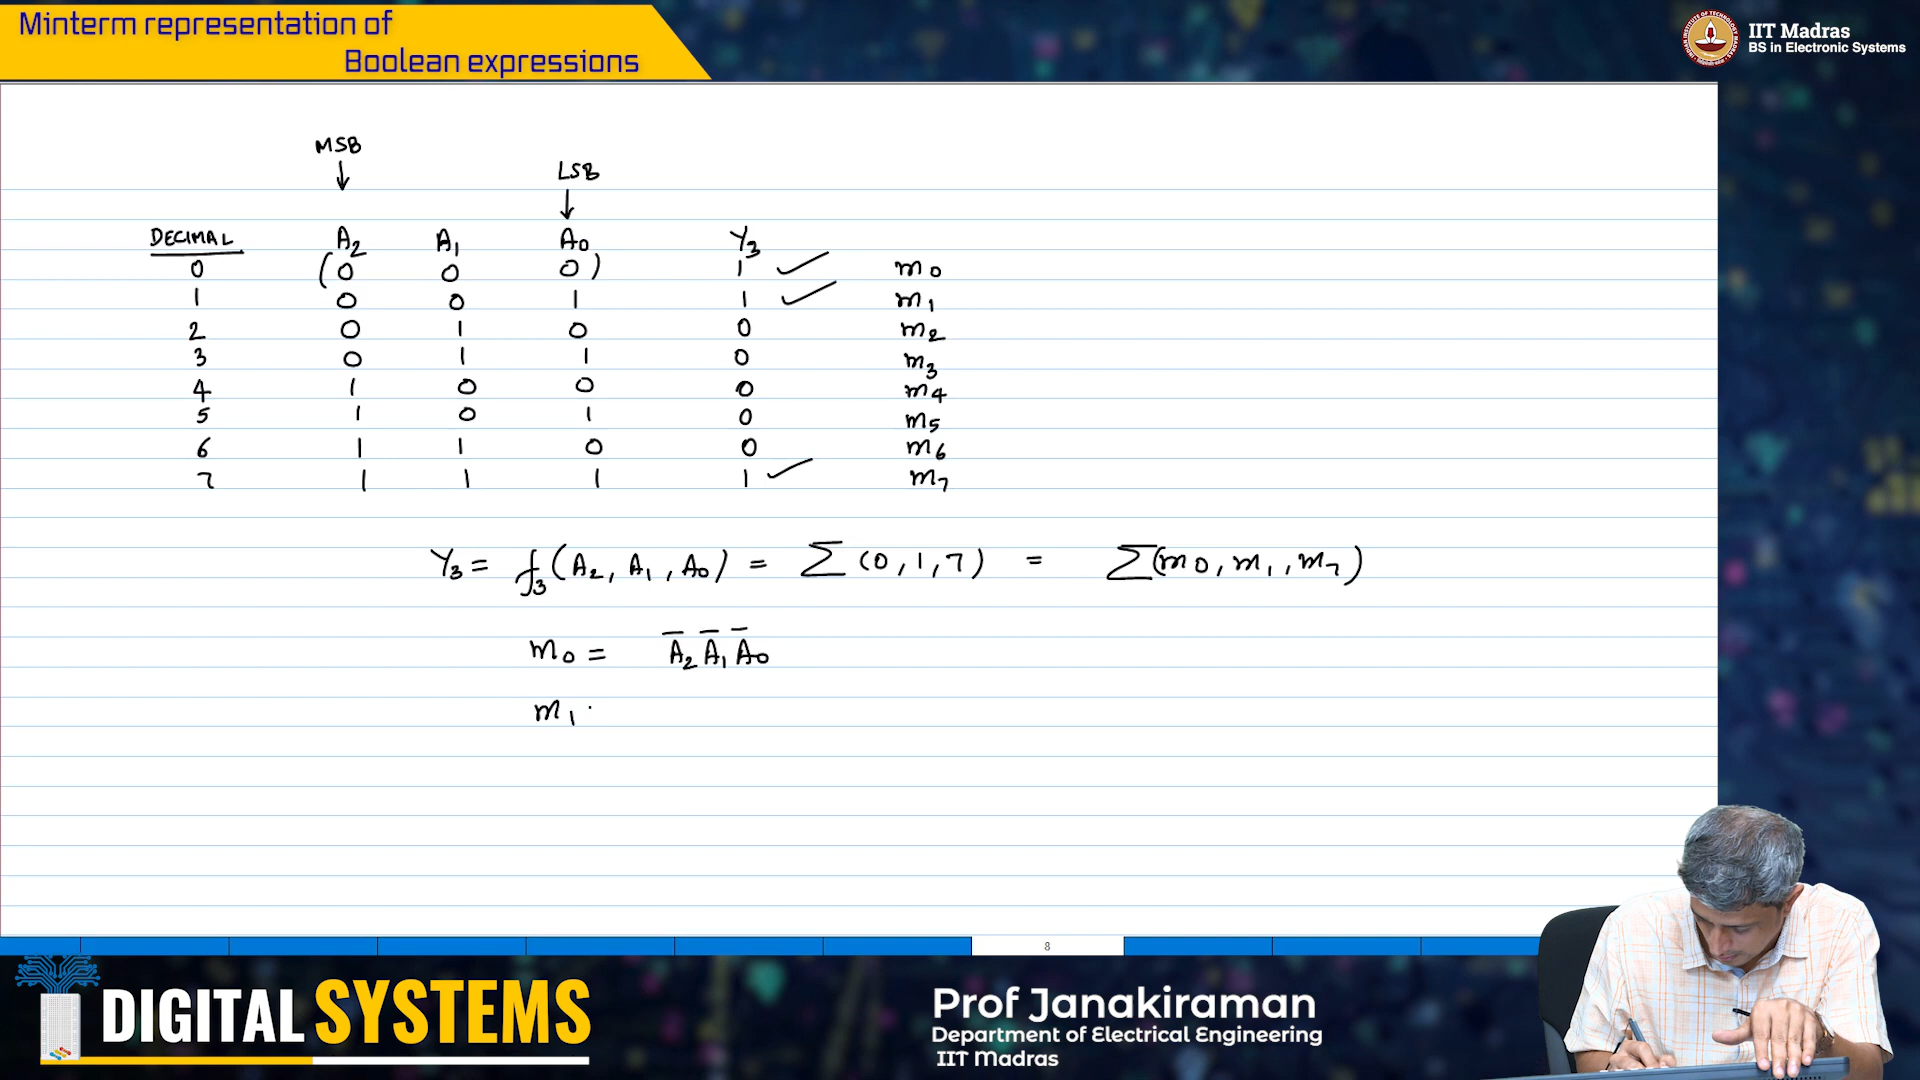 Minterm representation of
Boolean expressions
IIT Madras
BS in Electronic Systems
MSB
LSB
DECIMAL A₂ A₁ A₀ Y₃
0 (0 0 0) 1 ✓ m₀
1 0 0 1 1 ✓ m₁
2 0 1 0 0 m₂
3 0 1 1 0 m₃
4 1 0 0 0 m₄
5 1 0 1 0 m₅
6 1 1 0 0 m₆
7 1 1 1 1 ✓ m₇
Y₃ = f₃(A₂, A₁, A₀) = Σ(0, 1, 7) = Σ(m₀, m₁, m₇)
m₀ = A̅₂ A̅₁ A̅₀
m₁
8
DIGITAL SYSTEMS
Prof Janakiraman
Department of Electrical Engineering
IIT Madras